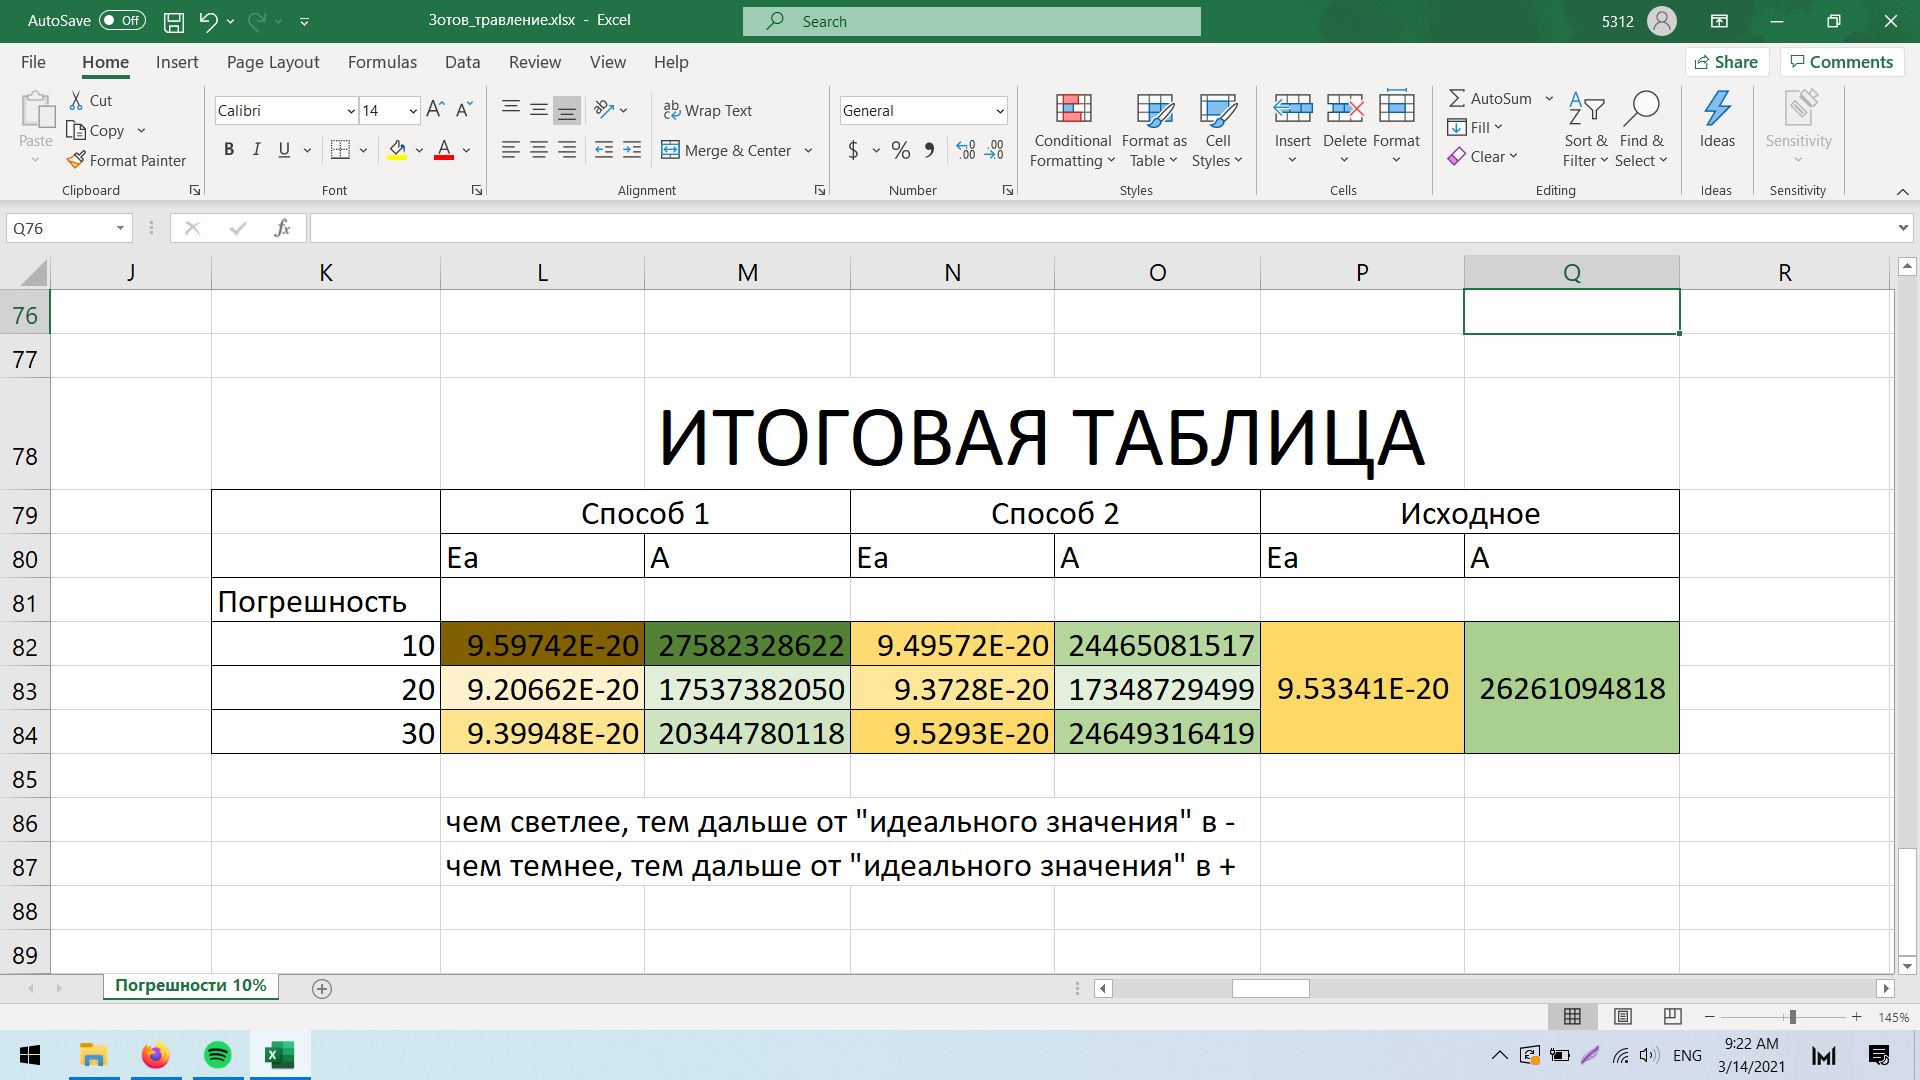 AutoSave Off Зотов_травление.xlsx - Excel Search 5312
File Home Insert Page Layout Formulas Data Review View Help Share Comments
Paste Cut Copy Format Painter Clipboard
Calibri 14 A A B I U A Font
ab Wrap Text Merge & Center Alignment
General $ % Number
Conditional Formatting Format as Table Cell Styles Styles
Insert Delete Format Cells
AutoSum Fill Clear Sort & Filter Find & Select Editing
Ideas Ideas
Sensitivity Sensitivity
Q76 fx
J K L M N O P Q R
76
77
78 ИТОГОВАЯ ТАБЛИЦА
79 Способ 1 Способ 2 Исходное
80 Ea A Ea A Ea A
81 Погрешность
82 10 9.59742E-20 27582328622 9.49572E-20 24465081517
83 20 9.20662E-20 17537382050 9.3728E-20 17348729499 9.53341E-20 26261094818
84 30 9.39948E-20 20344780118 9.5293E-20 24649316419
85
86 чем светлее, тем дальше от "идеального значения" в -
87 чем темнее, тем дальше от "идеального значения" в +
88
89
Погрешности 10%
145%
ENG 9:22 AM
3/14/2021